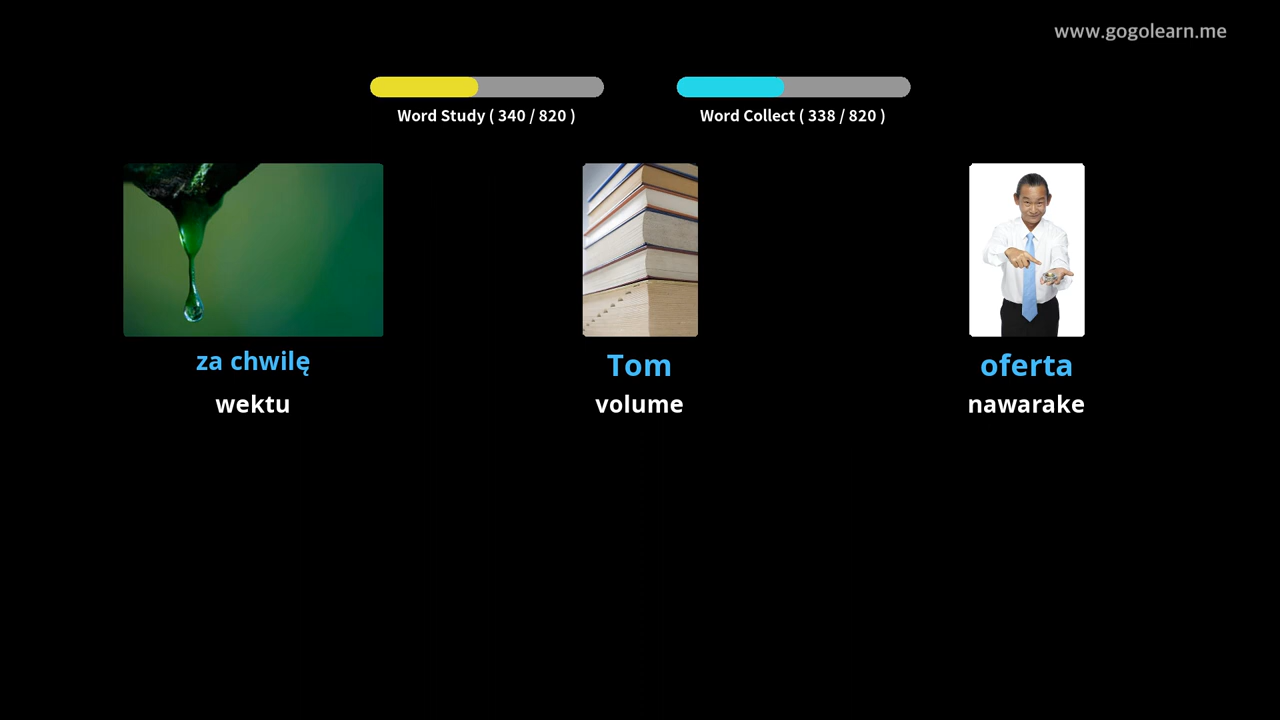 www.gogolearn.me
Word Study ( 340 / 820 )
Word Collect ( 338 / 820 )
za chwilę
Tom
oferta
wektu
volume
nawarake